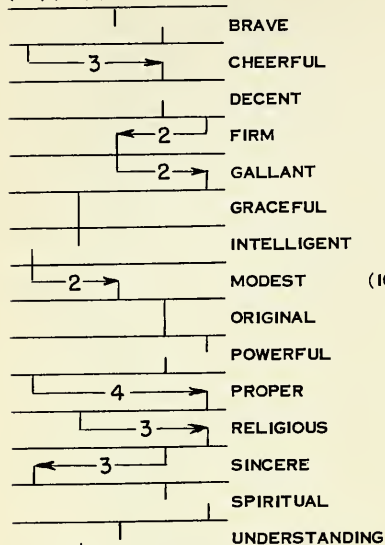 BRAVE
3 CHEERFUL
DECENT
2 FIRM
2 GALLANT
GRACEFUL
INTELLIGENT
2 MODEST (10
ORIGINAL
POWERFUL
4 PROPER
3 RELIGIOUS
3 SINCERE
SPIRITUAL
UNDERSTANDING